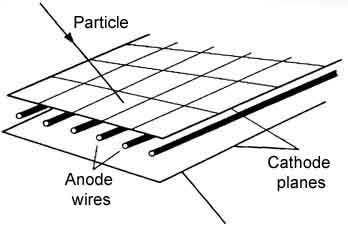 Particle
Anode
wires
Cathode
planes